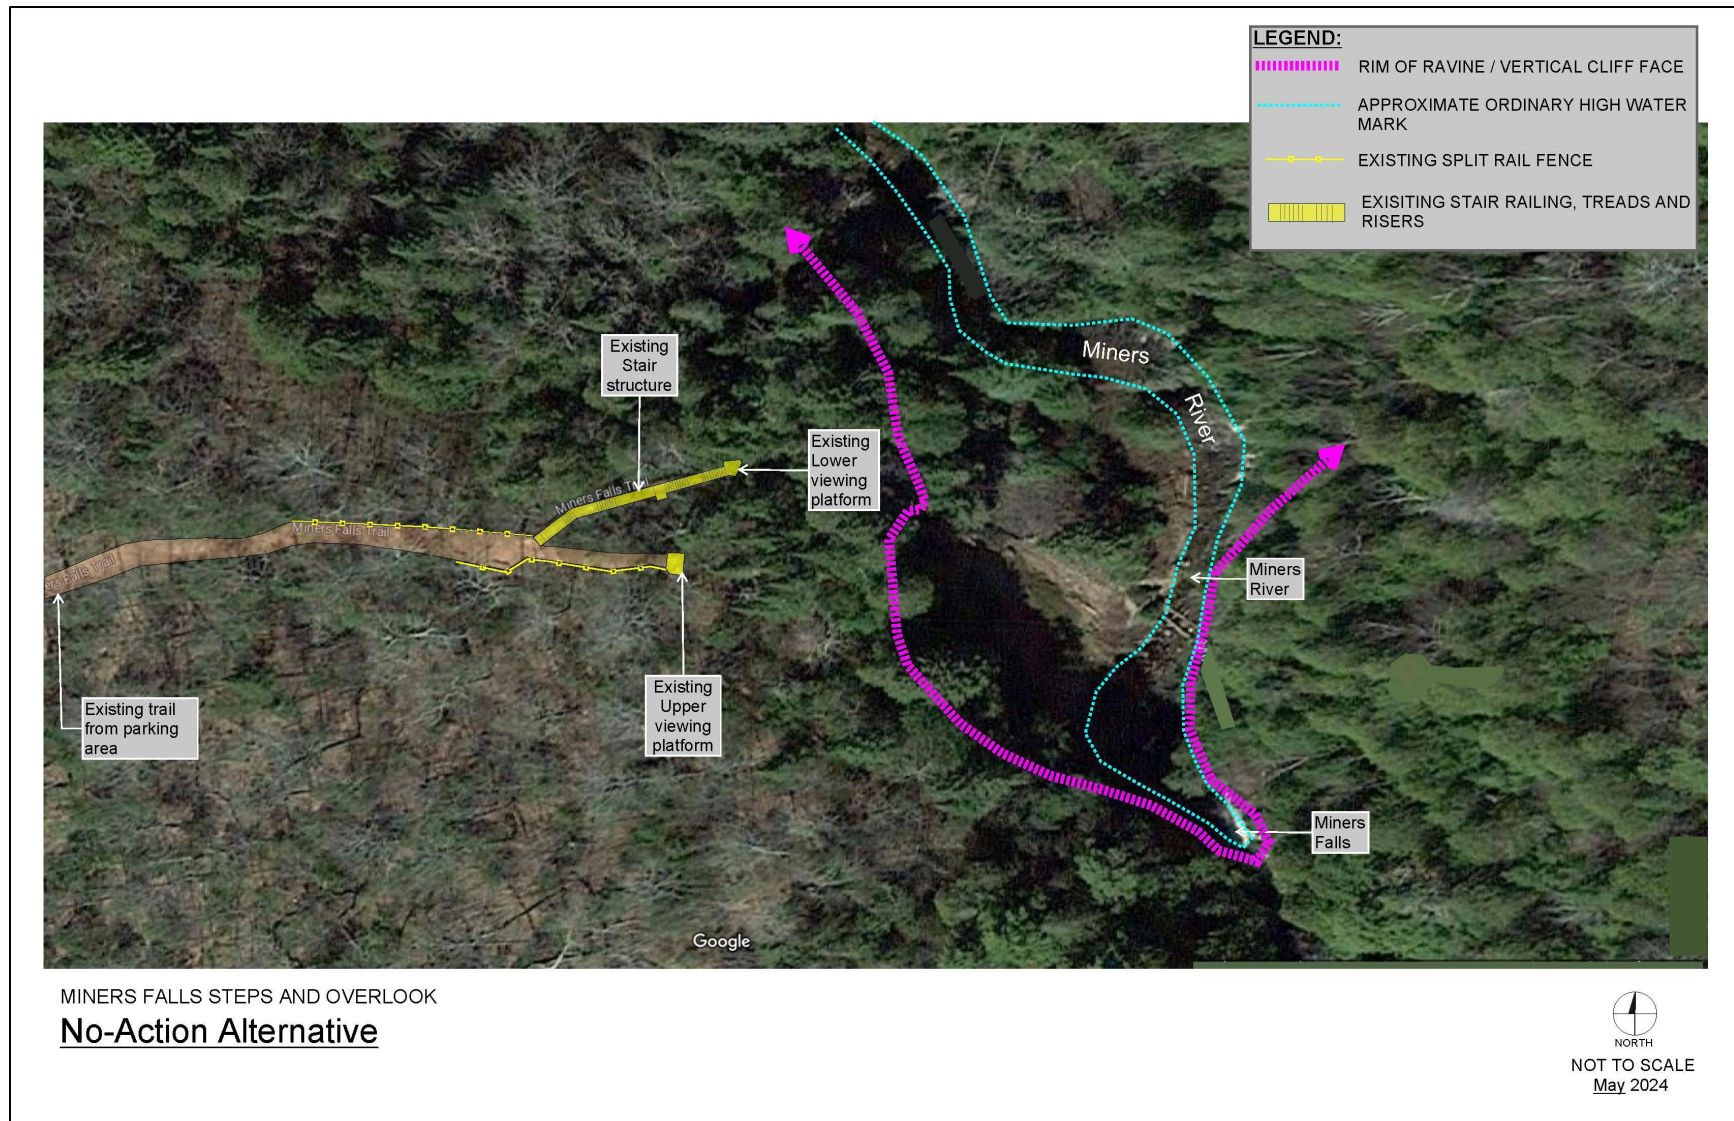 LEGEND:
RIM OF RAVINE / VERTICAL CLIFF FACE
APPROXIMATE ORDINARY HIGH WATER
MARK
EXISTING SPLIT RAIL FENCE
EXISITING STAIR RAILING, TREADS AND
RISERS
Existing
Stair
structure
Miners
River
Existing
Lower
viewing
platform
Miners Falls Trail
Miners Falls Trail
ers Falls Trail
Miners
River
Existing
Upper
viewing
platform
Existing trail
from parking
area
Miners
Falls
Google
MINERS FALLS STEPS AND OVERLOOK
No-Action Alternative
NORTH
NOT TO SCALE
May 2024